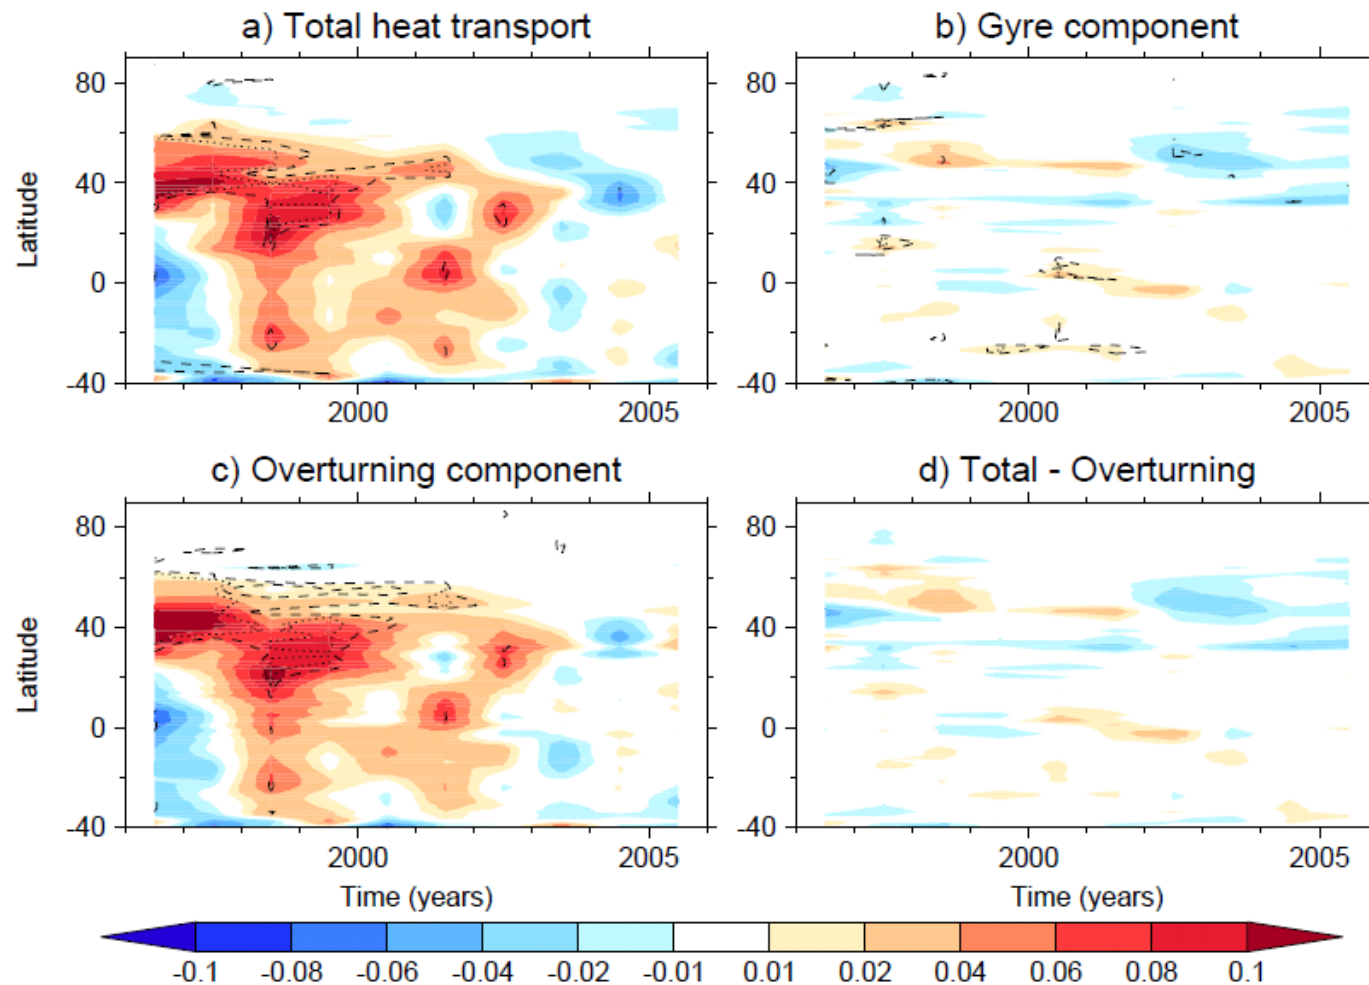 a) Total heat transport
b) Gyre component
Latitude
80
40
0
-40
2000
2005
80
40
0
-40
2000
2005
c) Overturning component
d) Total - Overturning
Latitude
80
40
0
-40
2000
2005
Time (years)
80
40
0
-40
2000
2005
Time (years)
-0.1 -0.08 -0.06 -0.04 -0.02 -0.01 0.01 0.02 0.04 0.06 0.08 0.1